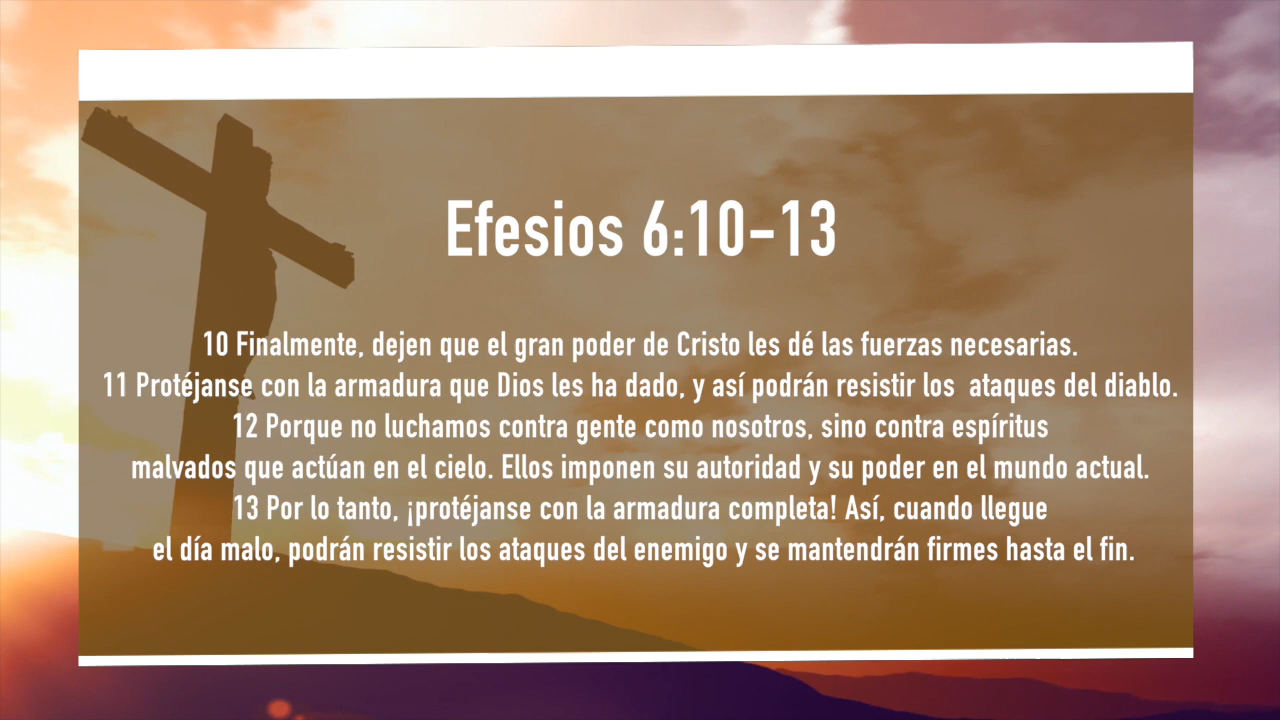 Efesios 6:10-13
10 Finalmente, dejen que el gran poder de Cristo les dé las fuerzas necesarias.
11 Protéjanse con la armadura que Dios les ha dado, y así podrán resistir los  ataques del diablo.
12 Porque no luchamos contra gente como nosotros, sino contra espíritus
malvados que actúan en el cielo. Ellos imponen su autoridad y su poder en el mundo actual.
13 Por lo tanto, ¡protéjanse con la armadura completa! Así, cuando llegue
el día malo, podrán resistir los ataques del enemigo y se mantendrán firmes hasta el fin.